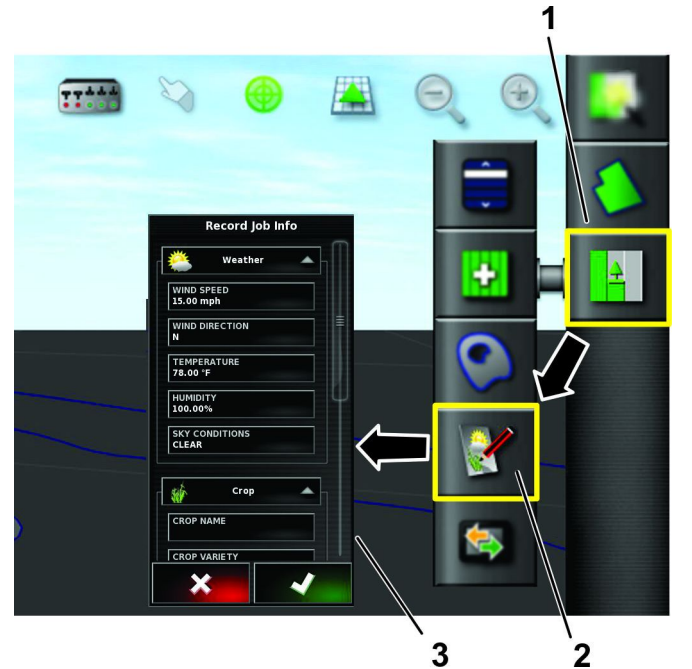 1
Record Job Info
Weather
WIND SPEED
15.00 mph
WIND DIRECTION
N
TEMPERATURE
78.00 °F
HUMIDITY
100.00%
SKY CONDITIONS
CLEAR
Crop
CROP NAME
CROP VARIETY
3
2